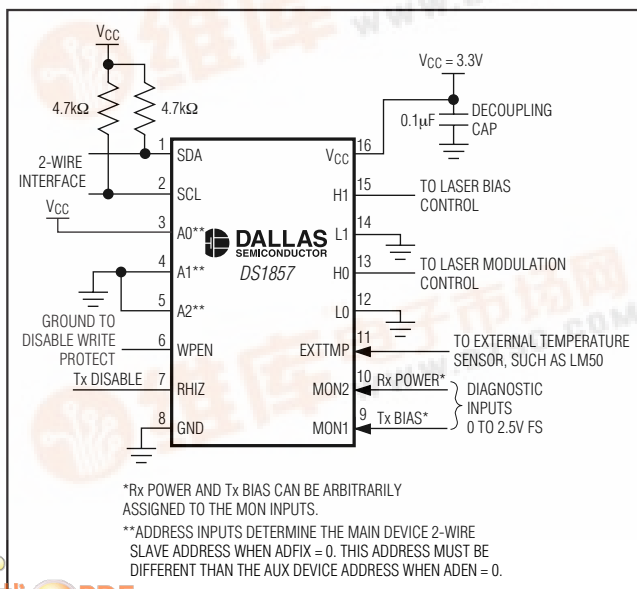 VCC
VCC = 3.3V
4.7kΩ
4.7kΩ
0.1µF
DECOUPLING
CAP
2-WIRE
INTERFACE
1
SDA
2
SCL
VCC
3
A0**
4
A1**
5
A2**
GROUND TO
DISABLE WRITE
PROTECT
6
WPEN
Tx DISABLE
7
RHIZ
8
GND
DALLAS
SEMICONDUCTOR
DS1857
16
VCC
15
H1
TO LASER BIAS
CONTROL
14
L1
13
H0
TO LASER MODULATION
CONTROL
12
L0
11
EXTTMP
TO EXTERNAL TEMPERATURE
SENSOR, SUCH AS LM50
10
MON2
Rx POWER*
9
MON1
Tx BIAS*
DIAGNOSTIC
INPUTS
0 TO 2.5V FS
*Rx POWER AND Tx BIAS CAN BE ARBITRARILY
ASSIGNED TO THE MON INPUTS.
**ADDRESS INPUTS DETERMINE THE MAIN DEVICE 2-WIRE
SLAVE ADDRESS WHEN ADFIX = 0. THIS ADDRESS MUST BE
DIFFERENT THAN THE AUX DEVICE ADDRESS WHEN ADEN = 0.